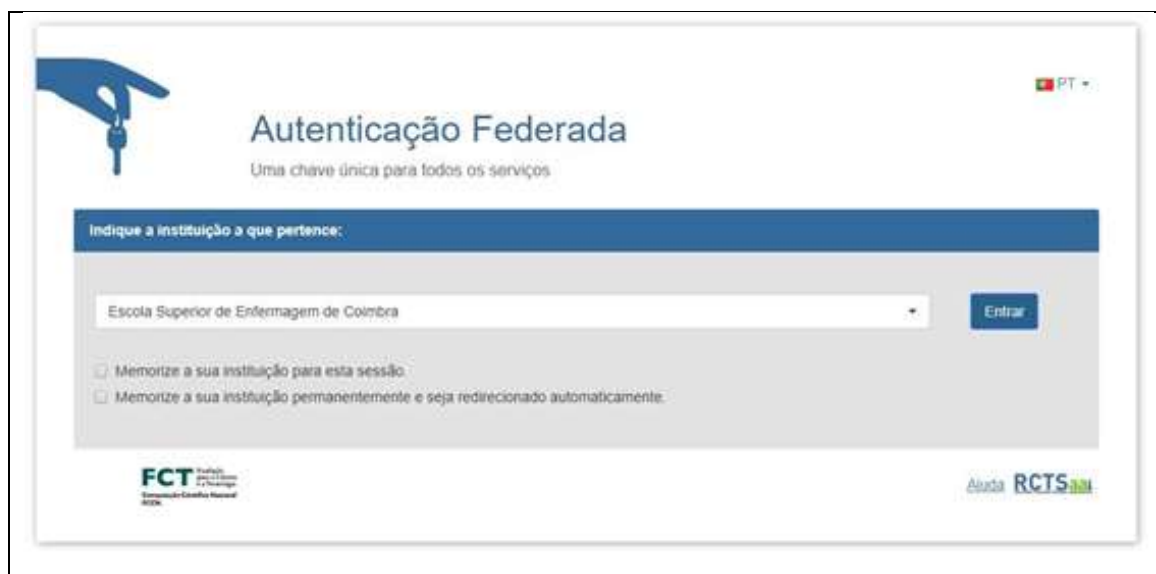 PT
Autenticação Federada
Uma chave única para todos os serviços
Indique a instituição a que pertence:
Escola Superior de Enfermagem de Coimbra
Entrar
Memorize a sua instituição para esta sessão.
Memorize a sua instituição permanentemente e seja redirecionado automaticamente.
FCT
Ajuda RCTSaai